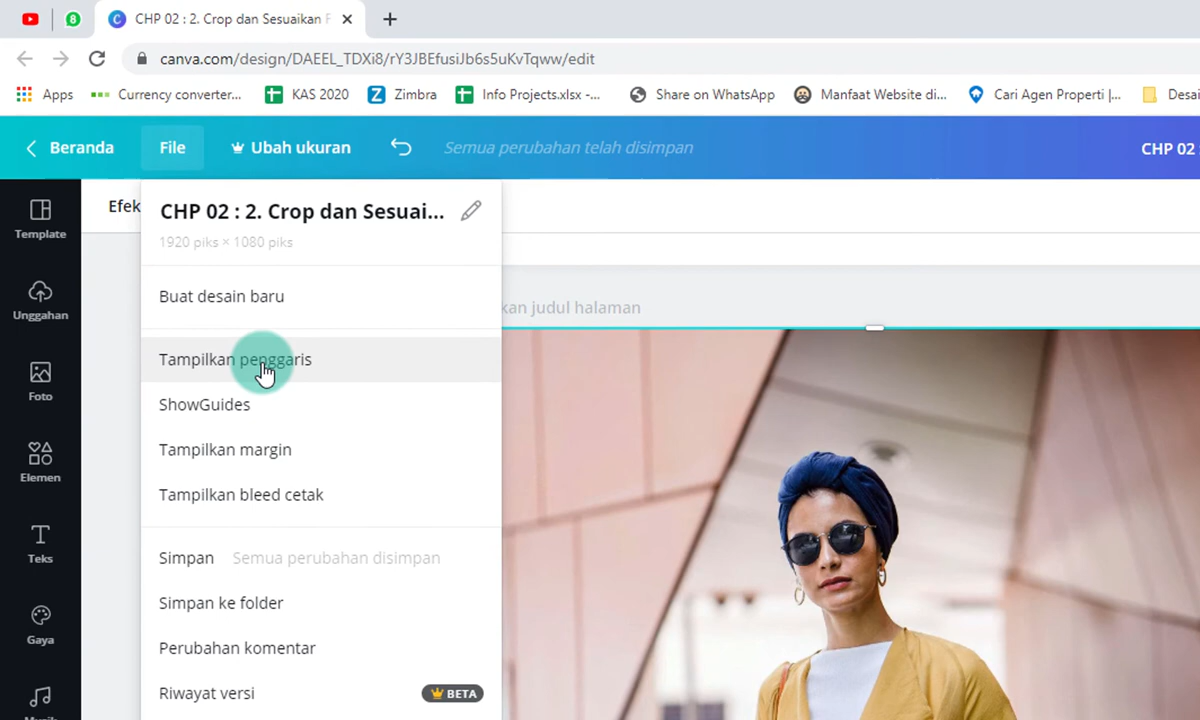 CHP 02 : 2. Crop dan Sesuaikan F
canva.com/design/DAEEL_TDXi8/rY3JBEfusiJb6s5uKvTqww/edit
Apps Currency converter... KAS 2020 Zimbra Info Projects.xlsx -... Share on WhatsApp Manfaat Website di... Cari Agen Properti |... Desai
Beranda File Ubah ukuran Semua perubahan telah disimpan CHP 02 :
Template
Unggahan
Foto
Elemen
Teks
Gaya
Musik
Efek
CHP 02 : 2. Crop dan Sesuai...
1920 piks × 1080 piks
Buat desain baru
kan judul halaman
Tampilkan penggaris
ShowGuides
Tampilkan margin
Tampilkan bleed cetak
Simpan Semua perubahan disimpan
Simpan ke folder
Perubahan komentar
Riwayat versi BETA